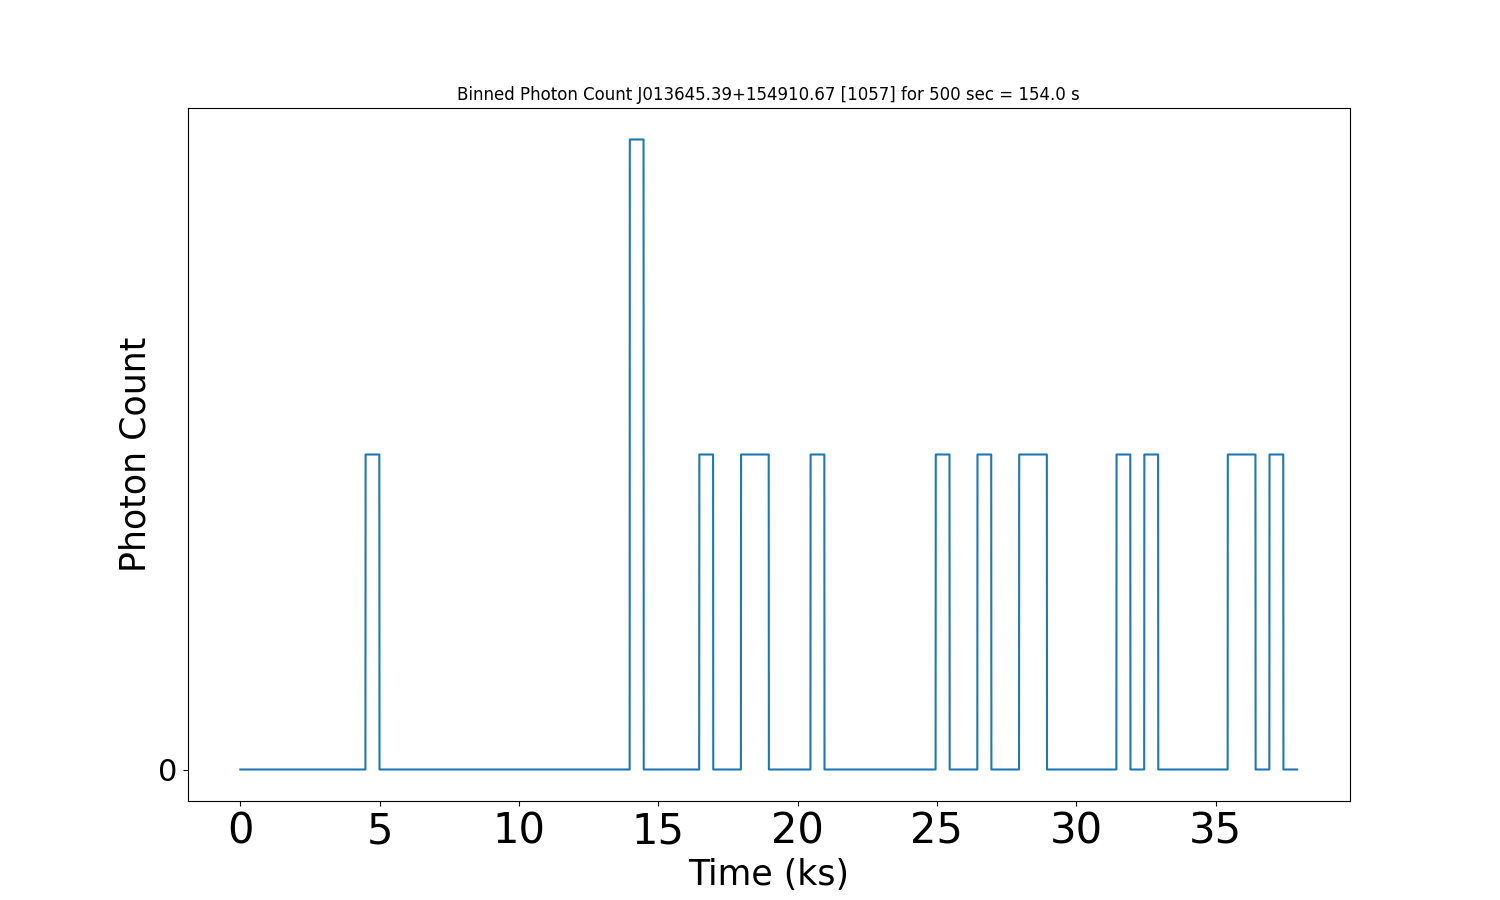 Binned Photon Count J013645.39+154910.67 [1057] for 500 sec = 154.0 s
Photon Count
0
0 5 10 15 20 25 30 35
Time (ks)